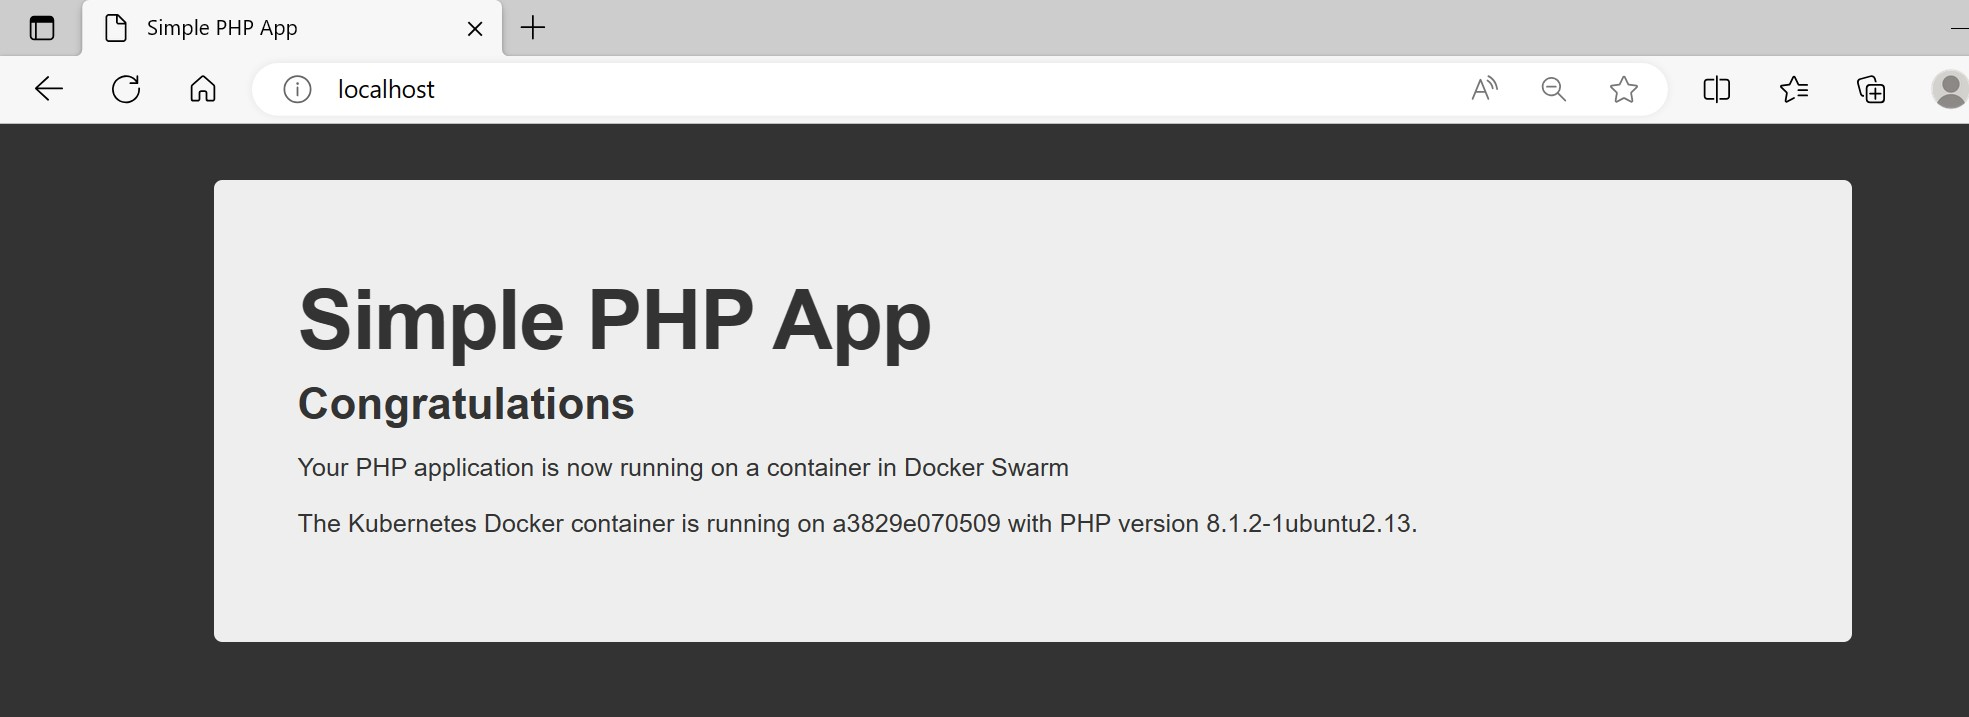 Simple PHP App
localhost
Simple PHP App
Congratulations
Your PHP application is now running on a container in Docker Swarm
The Kubernetes Docker container is running on a3829e070509 with PHP version 8.1.2-1ubuntu2.13.